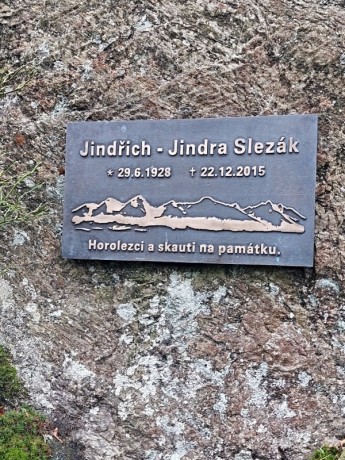 Jindřich - Jindra Slezák
* 29.6.1928 † 22.12.2015
Horolezci a skauti na památku.